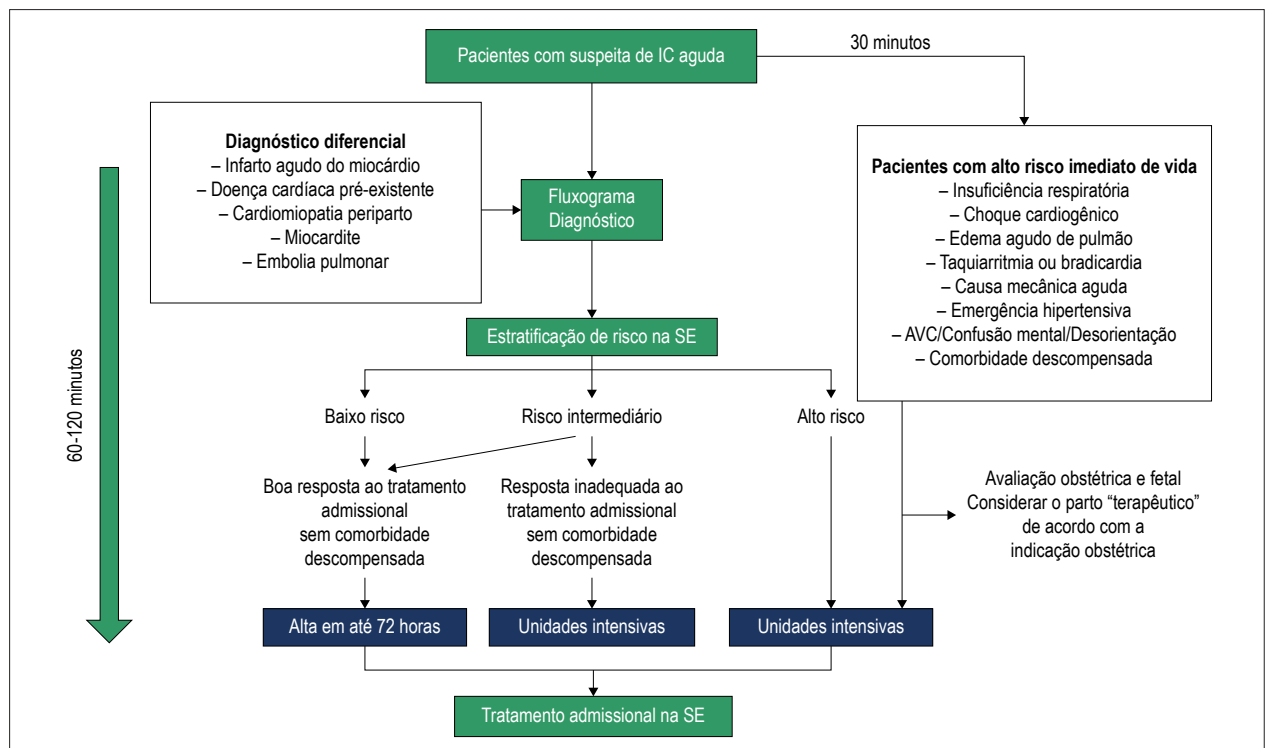 Pacientes com suspeita de IC aguda
30 minutos
Diagnóstico diferencial
– Infarto agudo do miocárdio
– Doença cardíaca pré-existente
– Cardiomiopatia periparto
– Miocardite
– Embolia pulmonar
Fluxograma
Diagnóstico
Pacientes com alto risco imediato de vida
– Insuficiência respiratória
– Choque cardiogênico
– Edema agudo de pulmão
– Taquiarritmia ou bradicardia
– Causa mecânica aguda
– Emergência hipertensiva
– AVC/Confusão mental/Desorientação
– Comorbidade descompensada
60-120 minutos
Estratificação de risco na SE
Baixo risco
Risco intermediário
Alto risco
Boa resposta ao tratamento
admissional
sem comorbidade
descompensada
Resposta inadequada ao
tratamento admissional
sem comorbidade
descompensada
Avaliação obstétrica e fetal
Considerar o parto “terapêutico”
de acordo com a
indicação obstétrica
Alta em até 72 horas
Unidades intensivas
Unidades intensivas
Tratamento admissional na SE